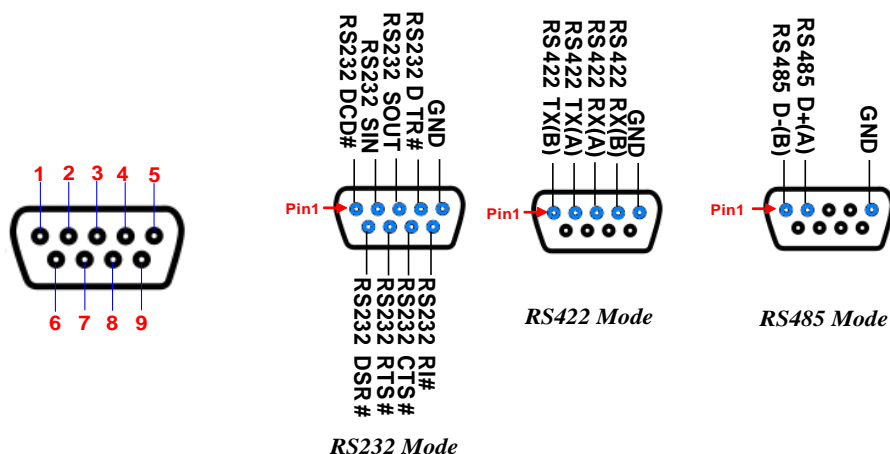 1
2
3
4
5
6
7
8
9
RS232 DCD#
RS232 SIN
RS232 SOUT
RS232 D TR#
GND
Pin1
RS232 DSR#
RS232 RTS#
RS232 CTS#
RS232 RI#
RS232 Mode
RS422 TX(B)
RS422 TX(A)
RS422 RX(A)
RS422 RX(B)
GND
Pin1
RS422 Mode
RS485 D-(B)
RS485 D+(A)
GND
Pin1
RS485 Mode